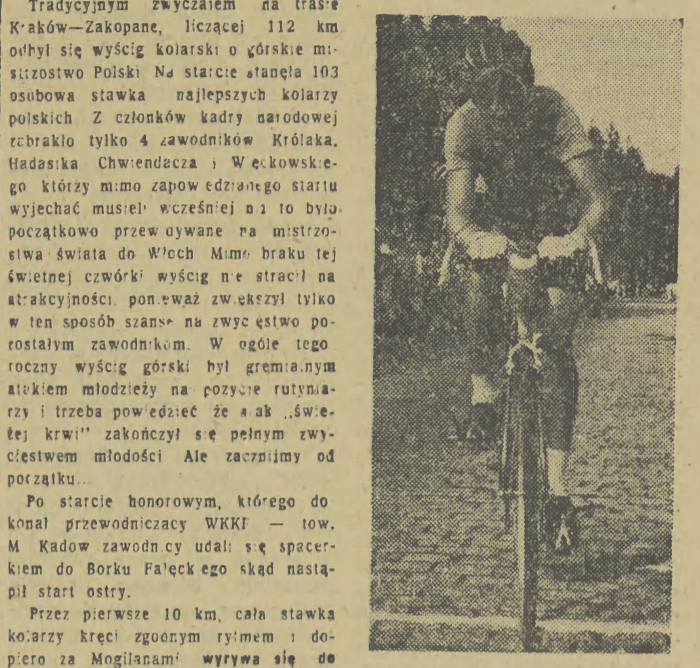 Tradycyjnym zwyczajem na trasie
Kraków—Zakopane, liczącej 112 km
odbył się wyścig kolarski o górskie mi-
strzostwo Polski Na starcie stanęła 103
osobowa stawka najlepszych kolarzy
polskich Z członków kadry narodowej
zabrakło tylko 4 zawodników Królaka,
Hadasika Chwiendacza i Więckowskie-
go którzy mimo zapowiedzianego startu
wyjechać musieli wcześniej niż to było
początkowo przewidywane na mistrzo-
stwa świata do Włoch Mimo braku tej
świetnej czwórki wyścig nie stracił na
atrakcyjności, ponieważ zwiększył tylko
w ten sposób szanse na zwycięstwo po-
zostałym zawodnikom. W ogóle tego
roczny wyścig górski był gremialnym
atakiem młodzieży na pozycje rutynia-
rzy i trzeba powiedzieć że atak „świe-
żej krwi” zakończył się pełnym zwy-
cięstwem młodości Ale zacznijmy od
początku...
Po starcie honorowym, którego do
konał przewodniczący WKKF — tow.
M Kadow zawodnicy udali się spacer-
kiem do Borku Fałęckiego skąd nastą-
pił start ostry.
Przez pierwsze 10 km, cała stawka
kolarzy kręci zgodnym rytmem i do-
piero za Mogilanami wyrywa się do